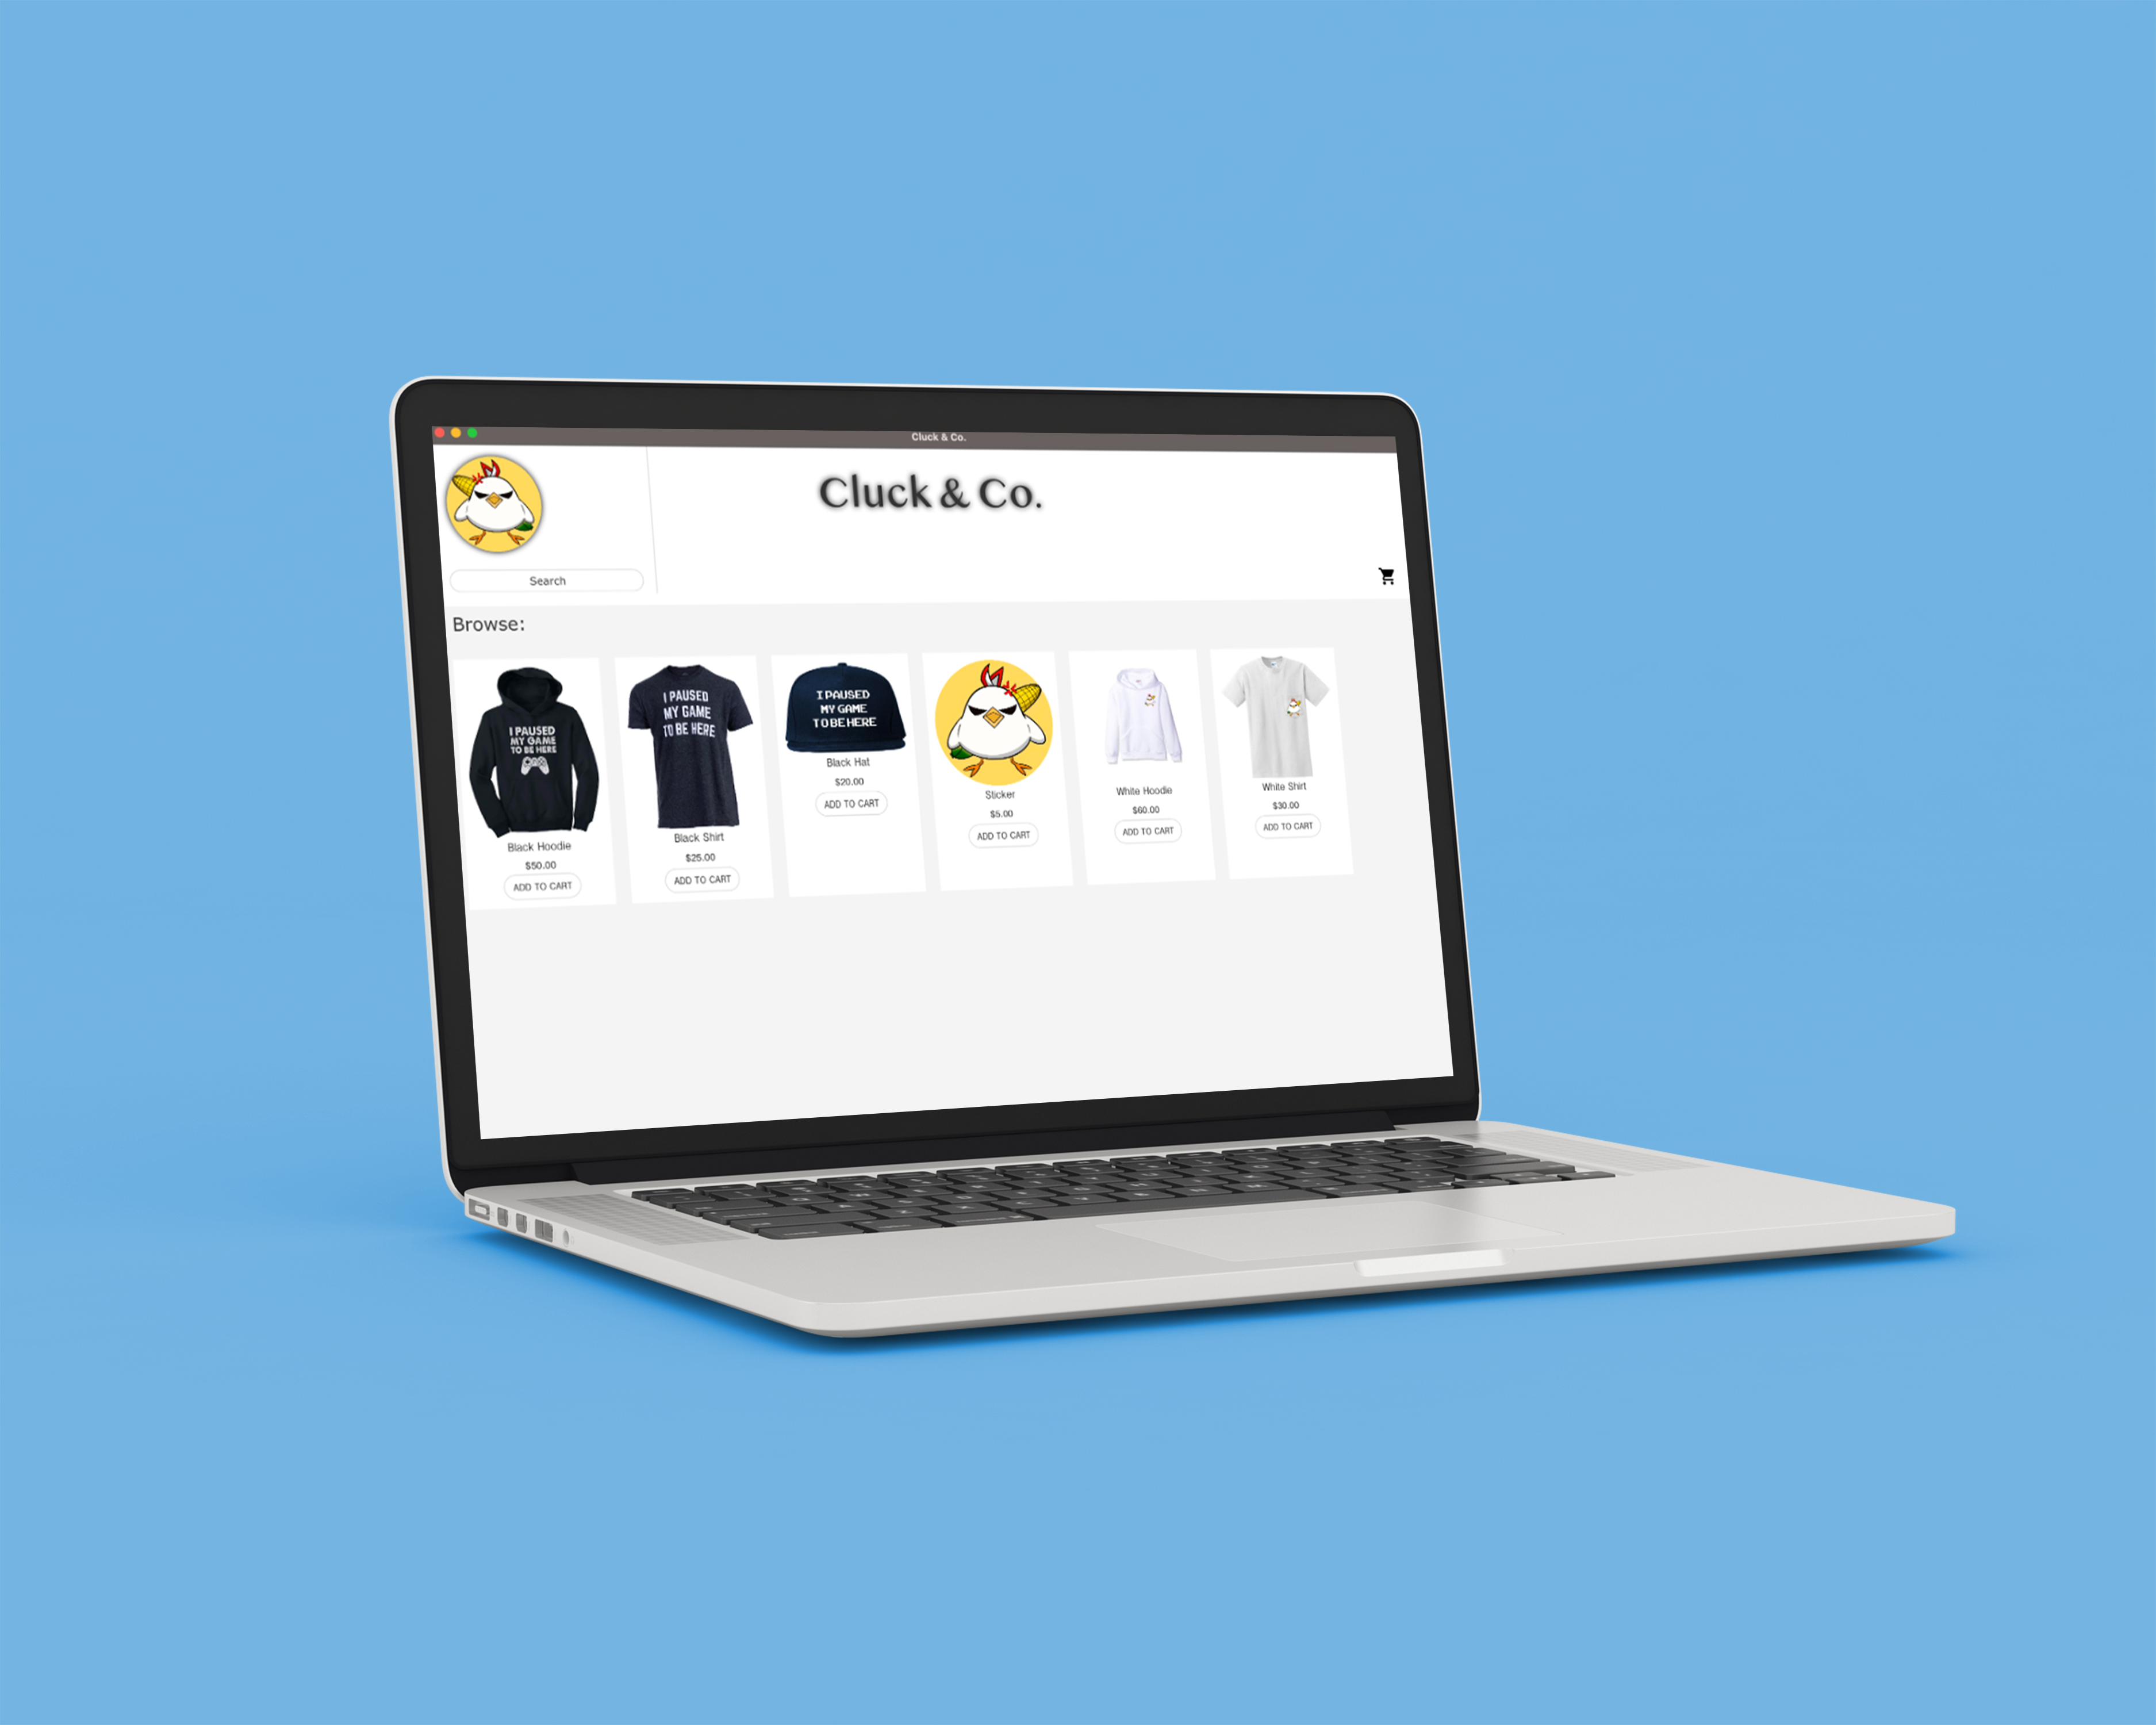 Cluck & Co.
Cluck & Co.
Search
Browse:
I PAUSED
MY GAME
TO BE HERE
Black Hoodie
$50.00
ADD TO CART
I PAUSED
MY GAME
TO BE HERE
Black Shirt
$25.00
ADD TO CART
I PAUSED
MY GAME
TO BE HERE
Black Hat
$20.00
ADD TO CART
Sticker
$5.00
ADD TO CART
White Hoodie
$60.00
ADD TO CART
White Shirt
$30.00
ADD TO CART